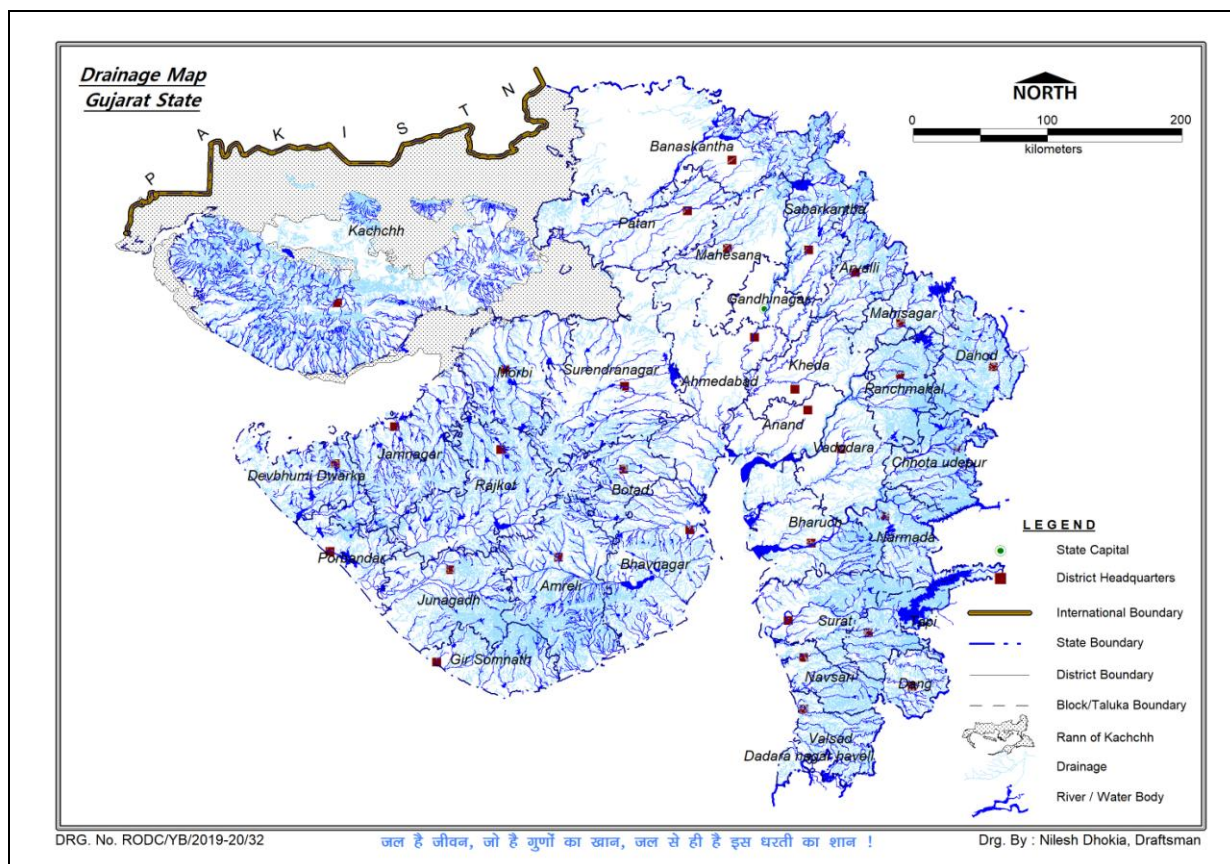 Drainage Map
Gujarat State
P A K I S T N
NORTH
0 100 200
kilometers
Banaskantha
Patan
Sabarkantha
Kachchh
Mahesana
Arvalli
Gandhinagar
Mahisagar
Morbi
Surendranagar
Ahmedabad
Kheda
Dahod
Panchmahal
Anand
Vadodara
Jamnagar
Devbhumi Dwarka
Rajkot
Botad
Chhota udepur
Bharuch
Narmada
Porbandar
Bhavnagar
Amreli
Junagadh
Surat
Tapi
Gir Somnath
Navsari
Dang
Valsad
Dadara nagar haveli
LEGEND
State Capital
District Headquarters
International Boundary
State Boundary
District Boundary
Block/Taluka Boundary
Rann of Kachchh
Drainage
River / Water Body
DRG. No. RODC/YB/2019-20/32
जल है जीवन, जो है गुणों का खान, जल से ही है इस धरती का शान !
Drg. By : Nilesh Dhokia, Draftsman